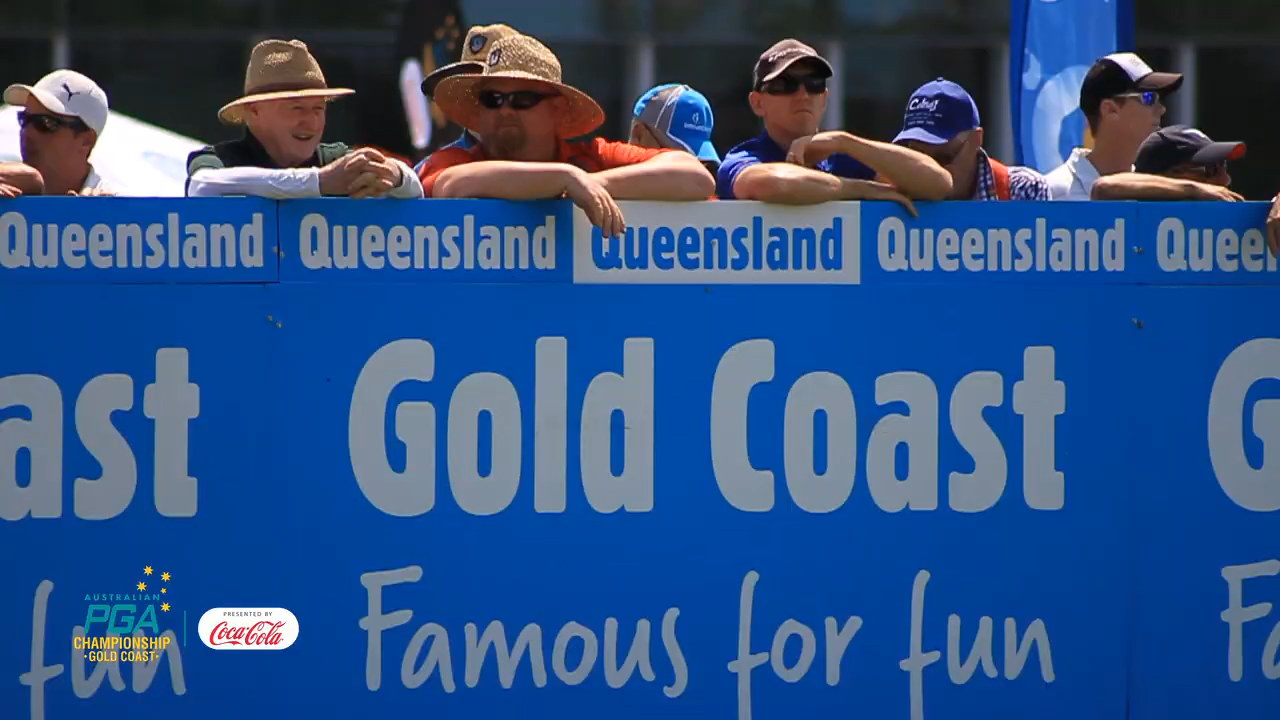 Queensland Queensland Queensland Queensland Queen
ast Gold Coast G
fun Famous for fun Fa
AUSTRALIAN
PGA
CHAMPIONSHIP
·GOLD COAST·
PRESENTED BY
Coca-Cola